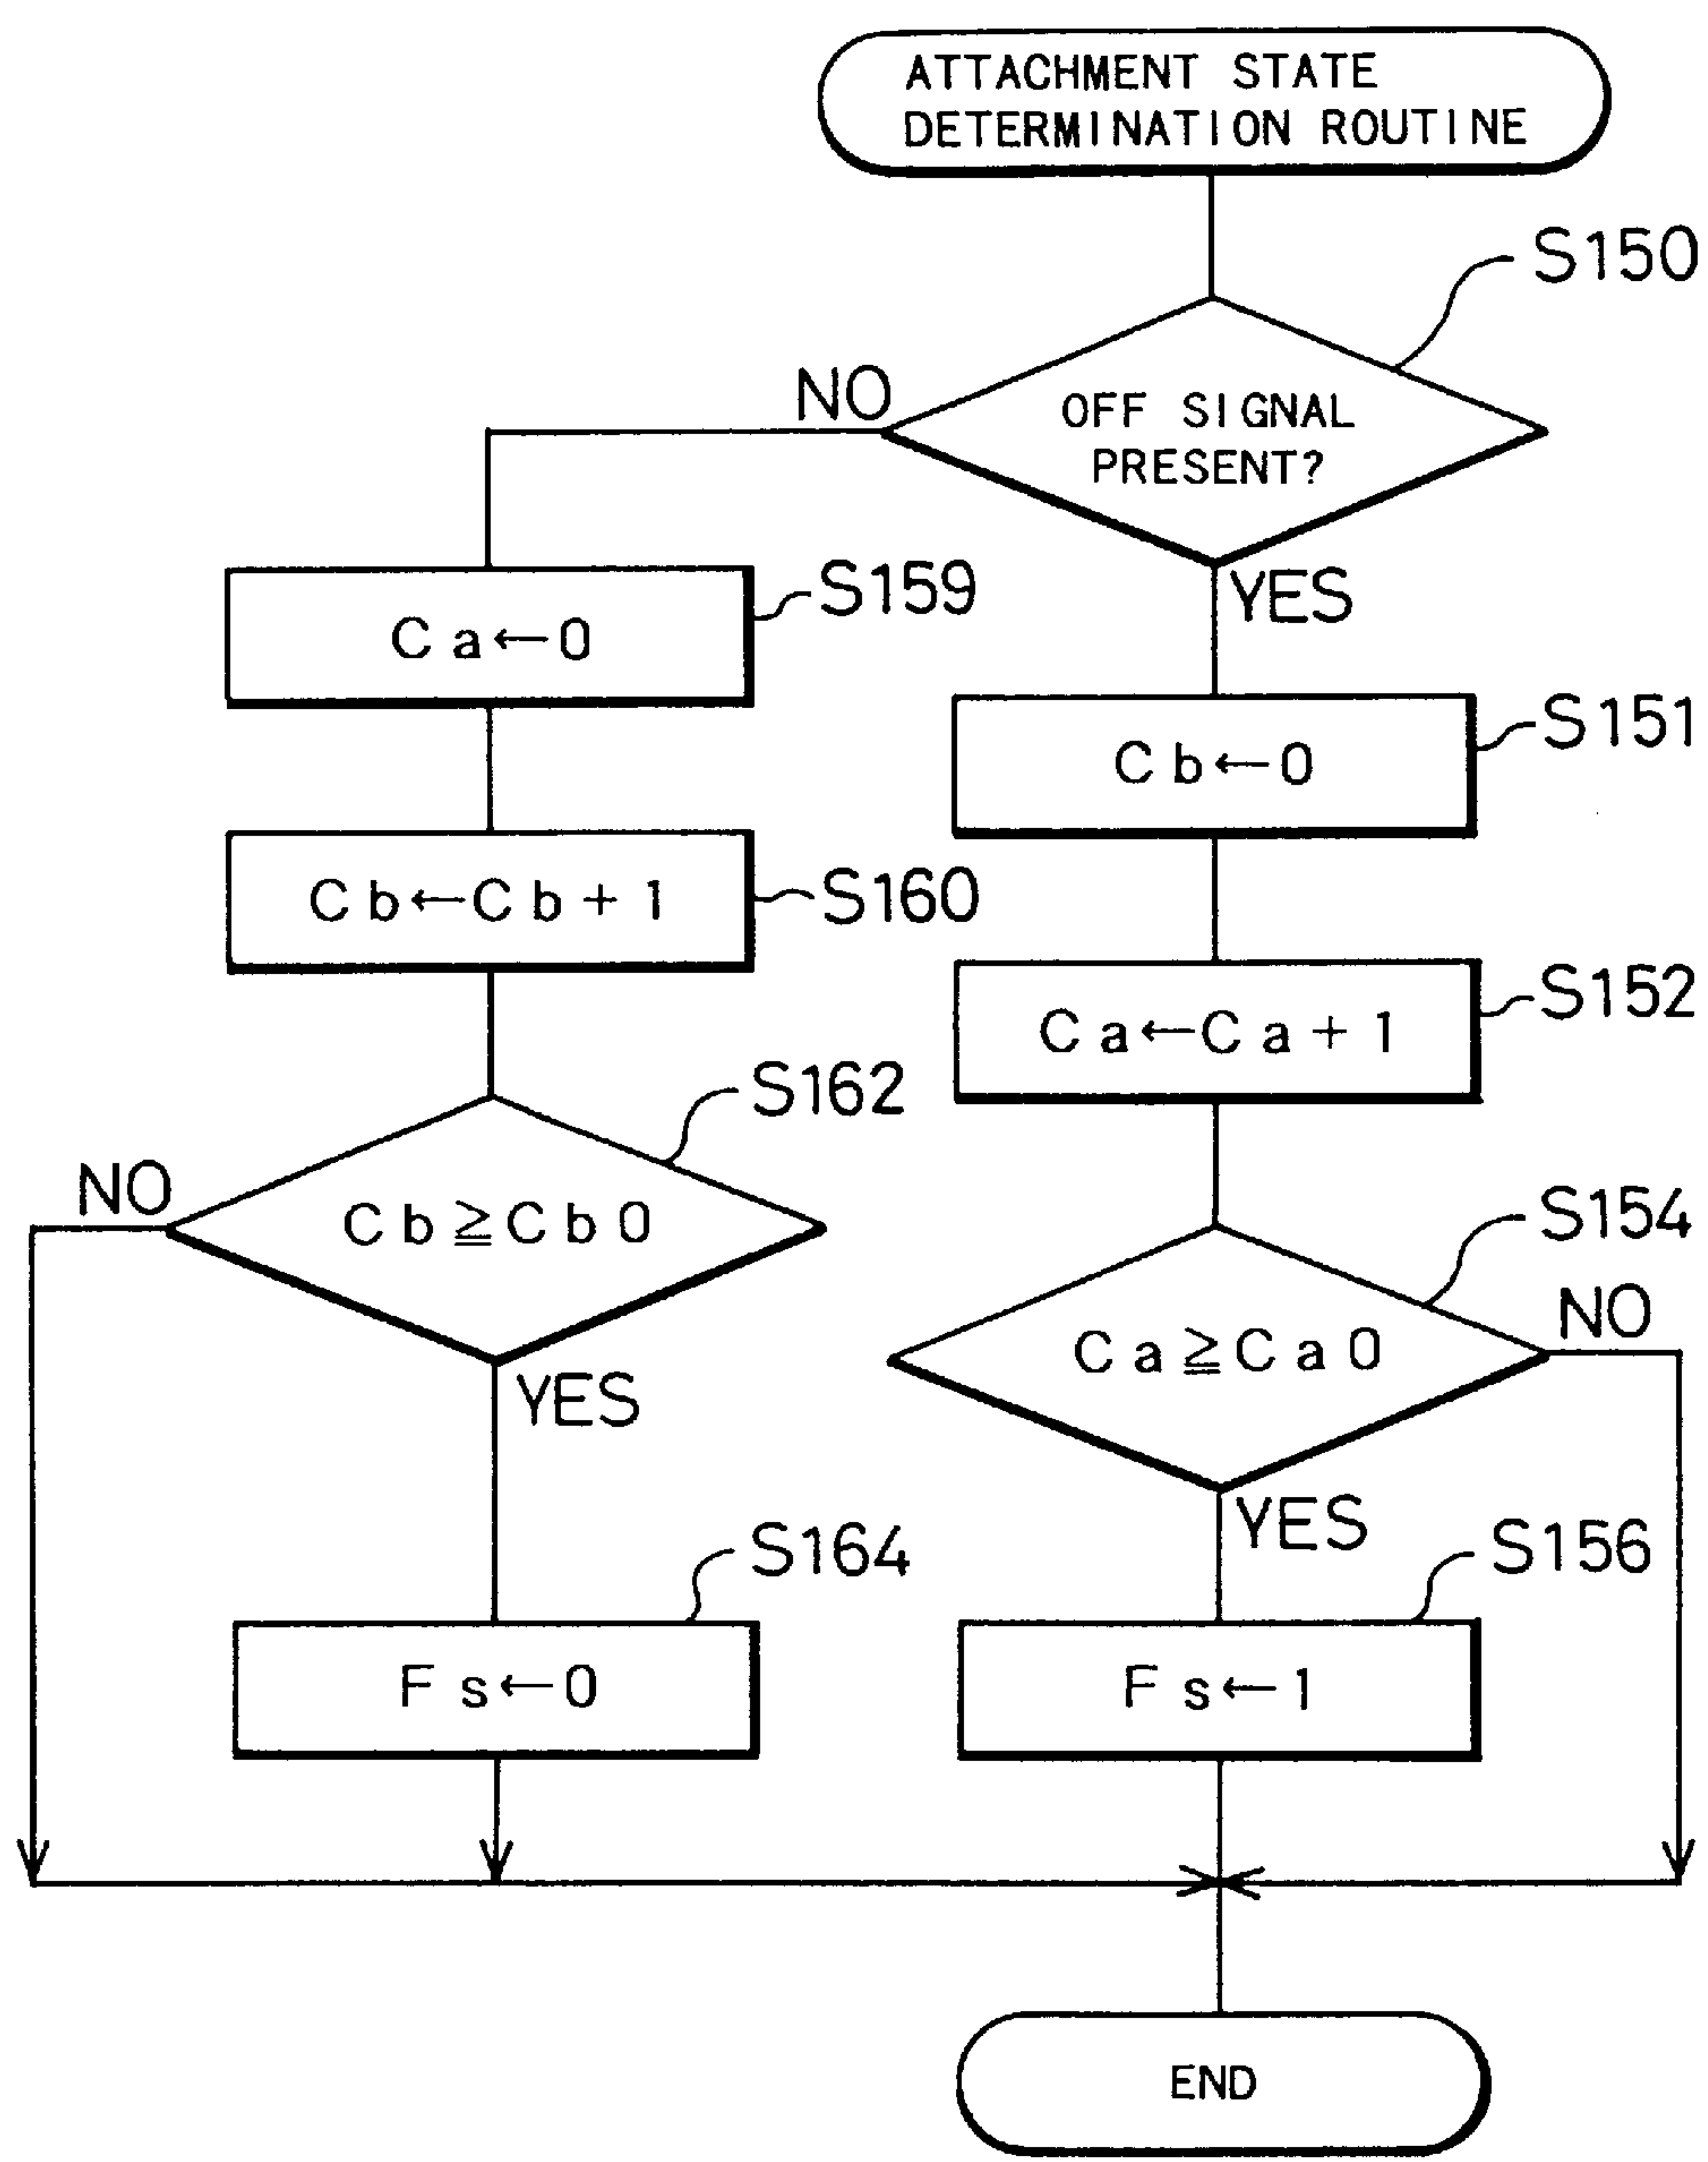 ATTACHMENT STATE
DETERMINATION ROUTINE
S150
NO
OFF SIGNAL
PRESENT?
YES
S159
Ca←0
S151
Cb←0
S160
Cb←Cb+1
S152
Ca←Ca+1
S162
NO
Cb≧Cb0
YES
S154
NO
Ca≧Ca0
YES
S164
Fs←0
S156
Fs←1
END